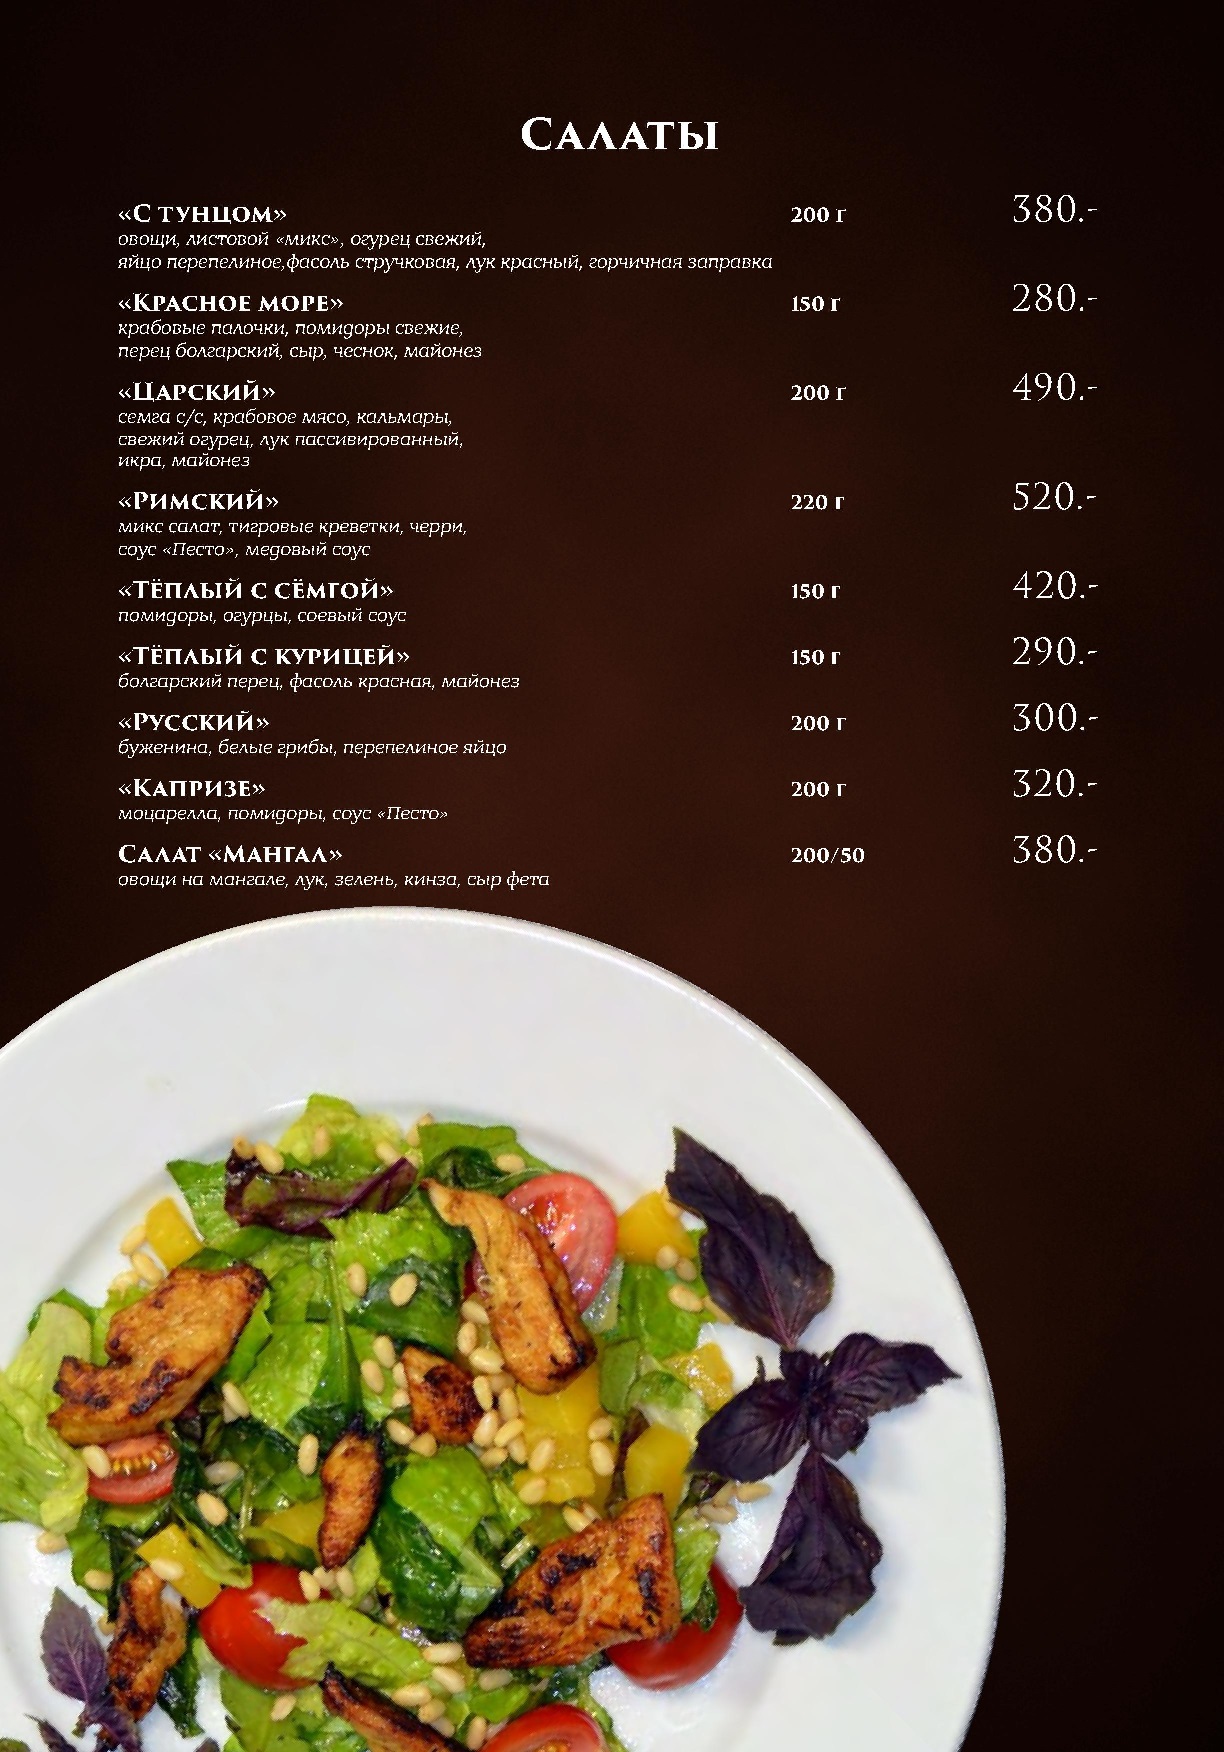 Салаты
«С тунцом» 200 г 380.-
овощи, листовой «микс», огурец свежий,
яйцо перепелиное,фасоль стручковая, лук красный, горчичная заправка
«Красное море» 150 г 280.-
крабовые палочки, помидоры свежие,
перец болгарский, сыр, чеснок, майонез
«Царский» 200 г 490.-
семга с/с, крабовое мясо, кальмары,
свежий огурец, лук пассивированный,
икра, майонез
«Римский» 220 г 520.-
микс салат, тигровые креветки, черри,
соус «Песто», медовый соус
«Тёплый с сёмгой» 150 г 420.-
помидоры, огурцы, соевый соус
«Тёплый с курицей» 150 г 290.-
болгарский перец, фасоль красная, майонез
«Русский» 200 г 300.-
буженина, белые грибы, перепелиное яйцо
«Капризе» 200 г 320.-
моцарелла, помидоры, соус «Песто»
Салат «Мангал» 200/50 380.-
овощи на мангале, лук, зелень, кинза, сыр фета